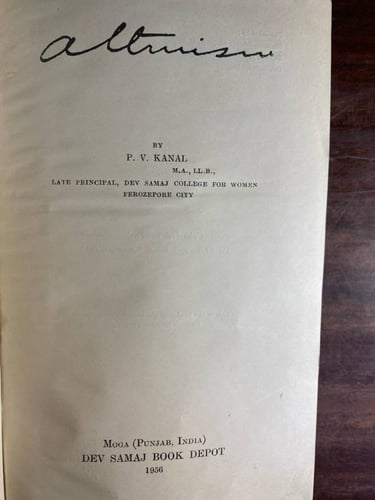 altruism
BY
P. V. KANAL
M.A., LL.B.,
LATE PRINCIPAL, DEV SAMAJ COLLEGE FOR WOMEN
FEROZEPORE CITY
MOGA (PUNJAB, INDIA)
DEV SAMAJ BOOK DEPOT
1956